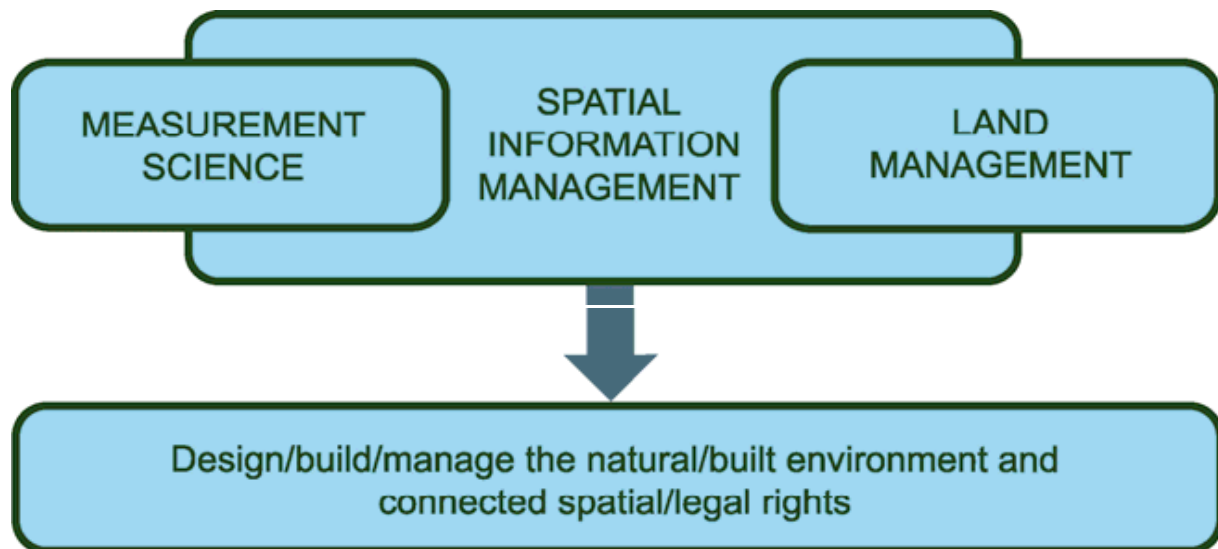 MEASUREMENT
SCIENCE
SPATIAL
INFORMATION
MANAGEMENT
LAND
MANAGEMENT
Design/build/manage the natural/built environment and
connected spatial/legal rights